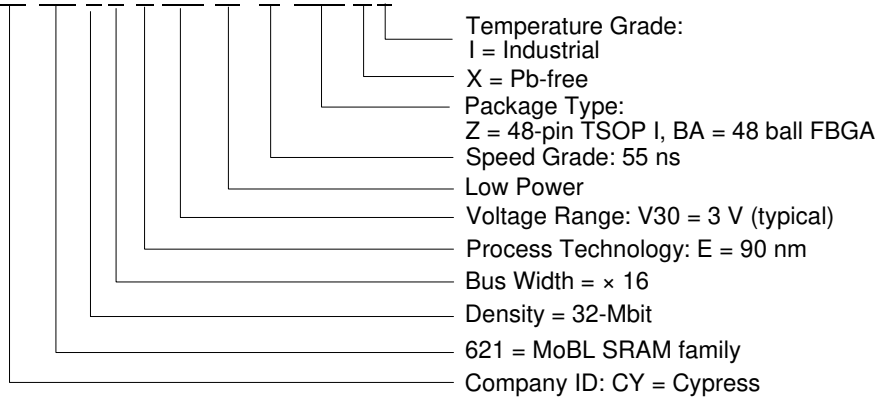 Temperature Grade:
I = Industrial
X = Pb-free
Package Type:
Z = 48-pin TSOP I, BA = 48 ball FBGA
Speed Grade: 55 ns
Low Power
Voltage Range: V30 = 3 V (typical)
Process Technology: E = 90 nm
Bus Width = × 16
Density = 32-Mbit
621 = MoBL SRAM family
Company ID: CY = Cypress